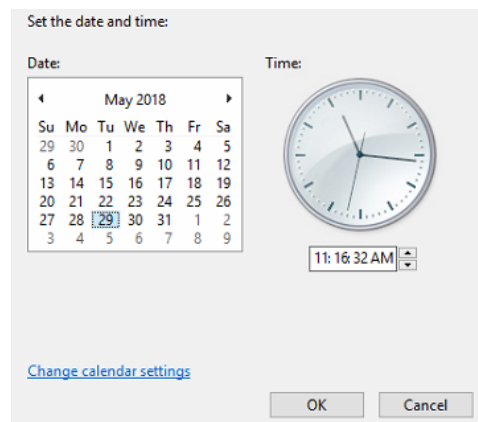 Set the date and time:
Date:
May 2018
Su Mo Tu We Th Fr Sa
29 30 1 2 3 4 5
6 7 8 9 10 11 12
13 14 15 16 17 18 19
20 21 22 23 24 25 26
27 28 29 30 31 1 2
3 4 5 6 7 8 9
Time:
11:16:32 AM
Change calendar settings
OK Cancel